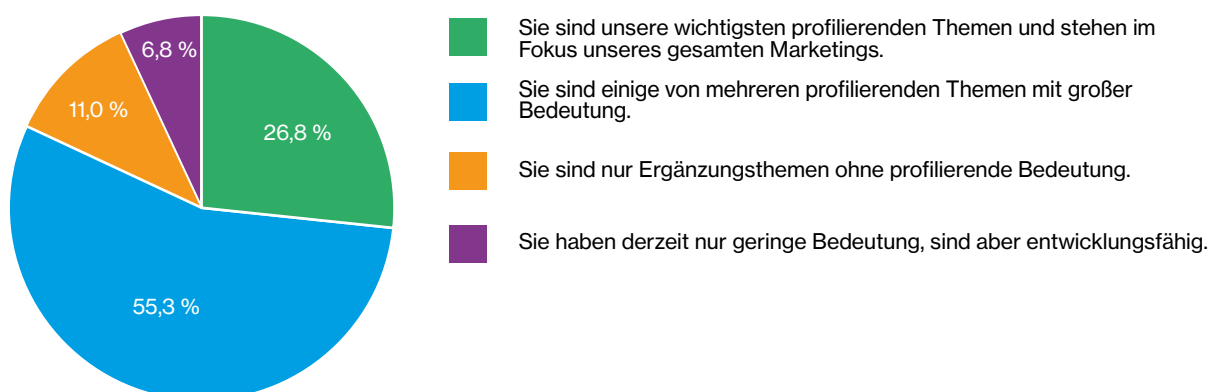 6,8 %
11,0 %
26,8 %
55,3 %
Sie sind unsere wichtigsten profilierenden Themen und stehen im
Fokus unseres gesamten Marketings.
Sie sind einige von mehreren profilierenden Themen mit großer
Bedeutung.
Sie sind nur Ergänzungsthemen ohne profilierende Bedeutung.
Sie haben derzeit nur geringe Bedeutung, sind aber entwicklungsfähig.